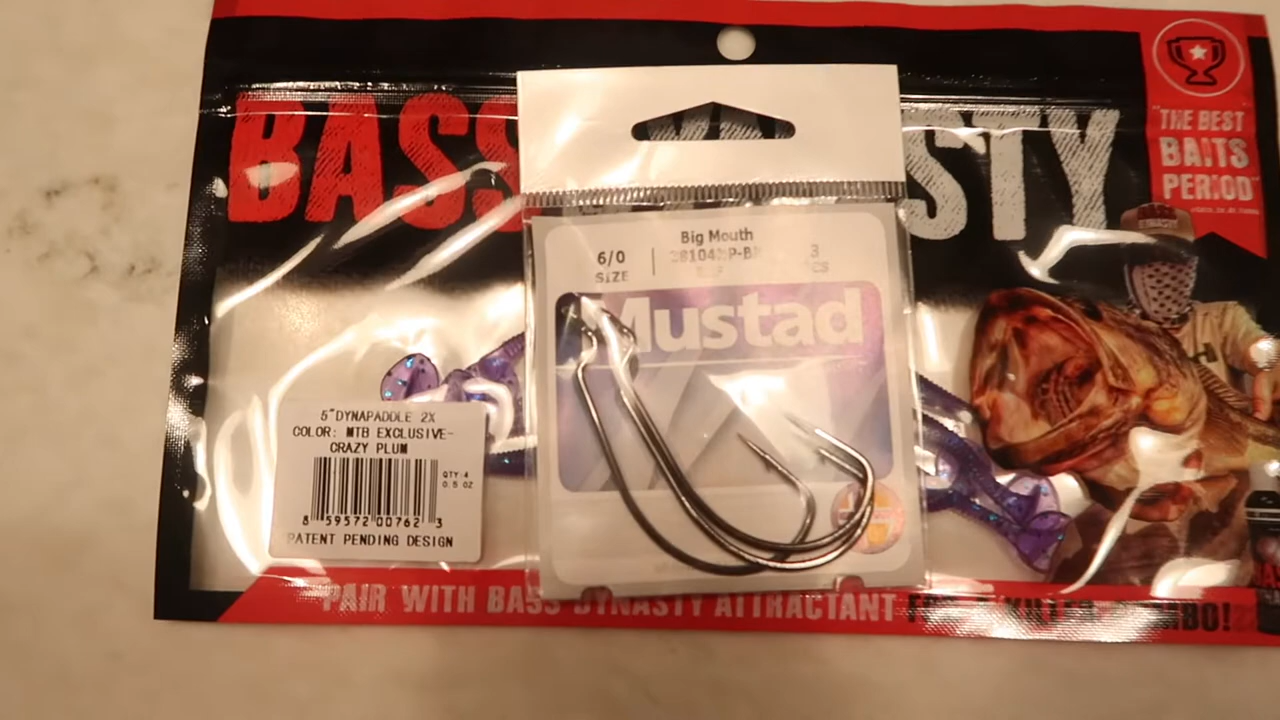 BASS
STY
"THE BEST
BAITS
PERIOD"
Big Mouth
6/0
SIZE
3
Mustad
5"DYNAPADDLE 2X
COLOR: MTB EXCLUSIVE-
CRAZY PLUM
QTY:4
0.5 OZ
8 59572 00762 3
PATENT PENDING DESIGN
PAIR WITH BASS DYNASTY ATTRACTANT